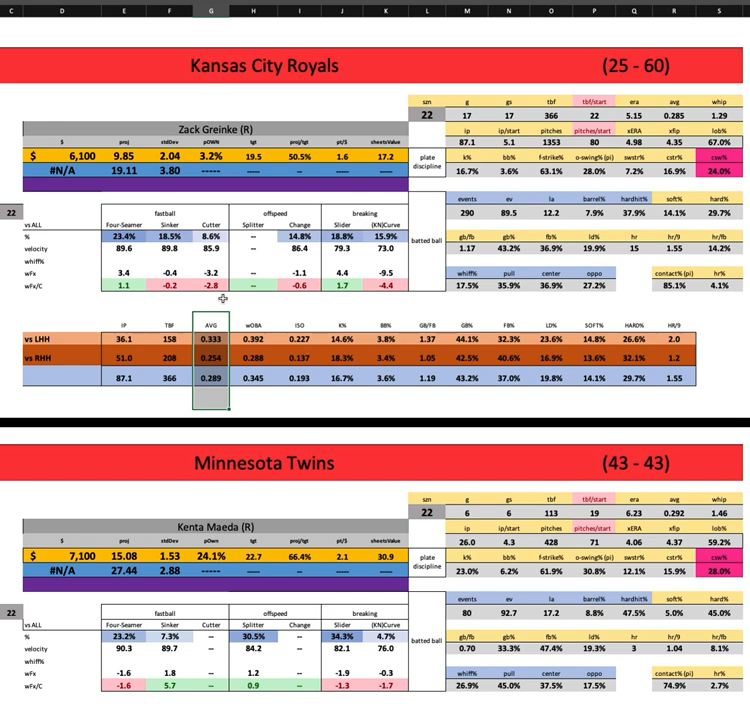 C D E F G H I J K L M N O P Q R S
Kansas City Royals (25 - 60)
szn g gs tbf tbf/start era avg whip
22 17 17 366 22 5.15 0.285 1.29
Zack Greinke (R) ip ip/start pitches pitches/start xERA xfip lob%
$ proj stdDev pOWN tgt proj/tgt pt/$ sheetsValue 87.1 5.1 1353 80 4.98 4.35 67.0%
$ 6,100 9.85 2.04 3.2% 19.5 50.5% 1.6 17.2 plate discipline k% bb% f-strike% o-swing% (pi) swstr% cstr% csw%
#N/A 19.11 3.80 ----- ---- -- ---- ---- 16.7% 3.6% 63.1% 28.0% 7.2% 16.9% 24.0%
events ev la barrel% hardhit% soft% hard%
22 fastball offspeed breaking 290 89.5 12.2 7.9% 37.9% 14.1% 29.7%
vs ALL Four-Seamer Sinker Cutter Splitter Change Slider (KN)Curve
% 23.4% 18.5% 8.6% -- 14.8% 18.8% 15.9% batted ball gb/fb gb% fb% ld% hr hr/9 hr/fb
velocity 89.6 89.8 85.9 -- 86.4 79.3 73.0 1.17 43.2% 36.9% 19.9% 15 1.55 14.2%
whiff%
wFx 3.4 -0.4 -3.2 -1.1 4.4 -9.5 whiff% pull center oppo contact% (pi) hr%
wFx/C 1.1 -0.2 -2.8 -- -0.6 1.7 -4.4 17.5% 35.9% 36.9% 27.2% 85.1% 4.1%
IP TBF AVG wOBA ISO K% BB% GB/FB GB% FB% LD% SOFT% HARD% HR/9
vs LHH 36.1 158 0.333 0.392 0.227 14.6% 3.8% 1.37 44.1% 32.3% 23.6% 14.8% 26.6% 2.0
vs RHH 51.0 208 0.254 0.288 0.137 18.3% 3.4% 1.05 42.5% 40.6% 16.9% 13.6% 32.1% 1.2
87.1 366 0.289 0.345 0.193 16.7% 3.6% 1.19 43.2% 37.0% 19.8% 14.1% 29.7% 1.55
Minnesota Twins (43 - 43)
szn g gs tbf tbf/start era avg whip
22 6 6 113 19 6.23 0.292 1.46
Kenta Maeda (R) ip ip/start pitches pitches/start xERA xfip lob%
$ proj stdDev pOwn tgt proj/tgt pt/$ sheetsValue 26.0 4.3 428 71 4.06 4.37 59.2%
$ 7,100 15.08 1.53 24.1% 22.7 66.4% 2.1 30.9 plate discipline k% bb% f-strike% o-swing% (pi) swstr% cstr% csw%
#N/A 27.44 2.88 ----- ---- -- ---- ---- 23.0% 6.2% 61.9% 30.8% 12.1% 15.9% 28.0%
events ev la barrel% hardhit% soft% hard%
22 fastball offspeed breaking 80 92.7 17.2 8.8% 47.5% 5.0% 45.0%
vs ALL Four-Seamer Sinker Cutter Splitter Change Slider (KN)Curve
% 23.2% 7.3% -- 30.5% -- 34.3% 4.7% batted ball gb/fb gb% fb% ld% hr hr/9 hr/fb
velocity 90.3 89.7 -- 84.2 -- 82.1 76.0 0.70 33.3% 47.4% 19.3% 3 1.04 8.1%
whiff%
wFx -1.6 1.8 1.2 -1.9 -0.3 whiff% pull center oppo contact% (pi) hr%
wFx/C -1.6 5.7 -- 0.9 -- -1.3 -1.7 26.9% 45.0% 37.5% 17.5% 74.9% 2.7%